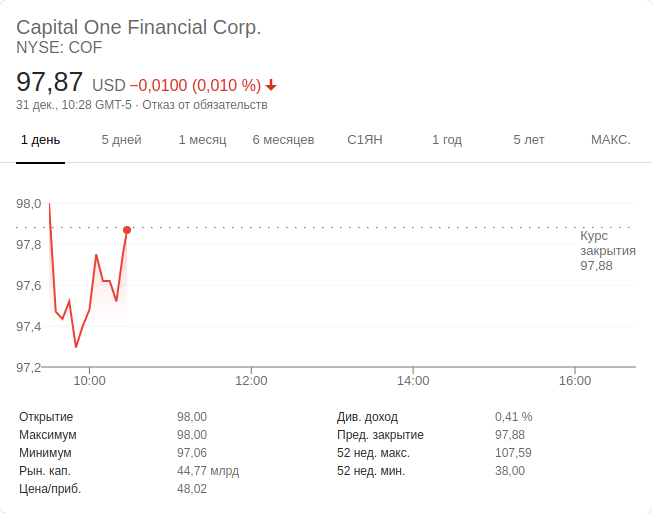 Capital One Financial Corp.
NYSE: COF
97,87 USD −0,0100 (0,010 %)
31 дек., 10:28 GMT-5 · Отказ от обязательств
1 день 5 дней 1 месяц 6 месяцев С1ЯН 1 год 5 лет МАКС.
98,0
97,8
97,6
97,4
97,2
Курс
закрытия
97,88
10:00 12:00 14:00 16:00
Открытие 98,00 Див. доход 0,41 %
Максимум 98,00 Пред. закрытие 97,88
Минимум 97,06 52 нед. макс. 107,59
Рын. кап. 44,77 млрд 52 нед. мин. 38,00
Цена/приб. 48,02